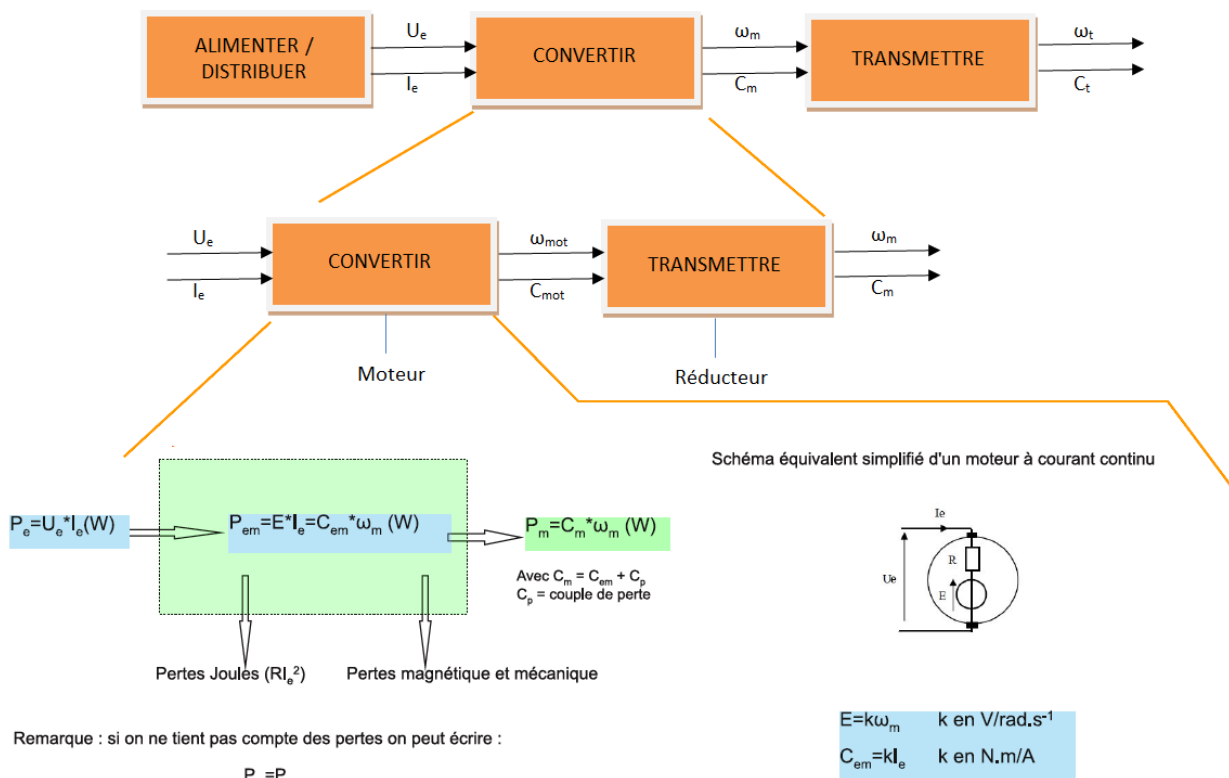 ALIMENTER /
DISTRIBUER
Uₑ
Iₑ
CONVERTIR
ωₘ
Cₘ
TRANSMETTRE
ωₜ
Cₜ
Uₑ
Iₑ
CONVERTIR
ωₘₒₜ
Cₘₒₜ
TRANSMETTRE
ωₘ
Cₘ
Moteur
Réducteur
Schéma équivalent simplifié d'un moteur à courant continu
Pₑ=Uₑ*Iₑ(W)
Pₑₘ=E*Iₑ=Cₑₘ*ωₘ (W)
Pₘ=Cₘ*ωₘ (W)
Avec Cₘ = Cₑₘ + Cₚ
Cₚ = couple de perte
Pertes Joules (RIₑ²)
Pertes magnétique et mécanique
Ie
R
Ue
E
E=kωₘ k en V/rad.s⁻¹
Cₑₘ=kIₑ k en N.m/A
Remarque : si on ne tient pas compte des pertes on peut écrire :
P =P